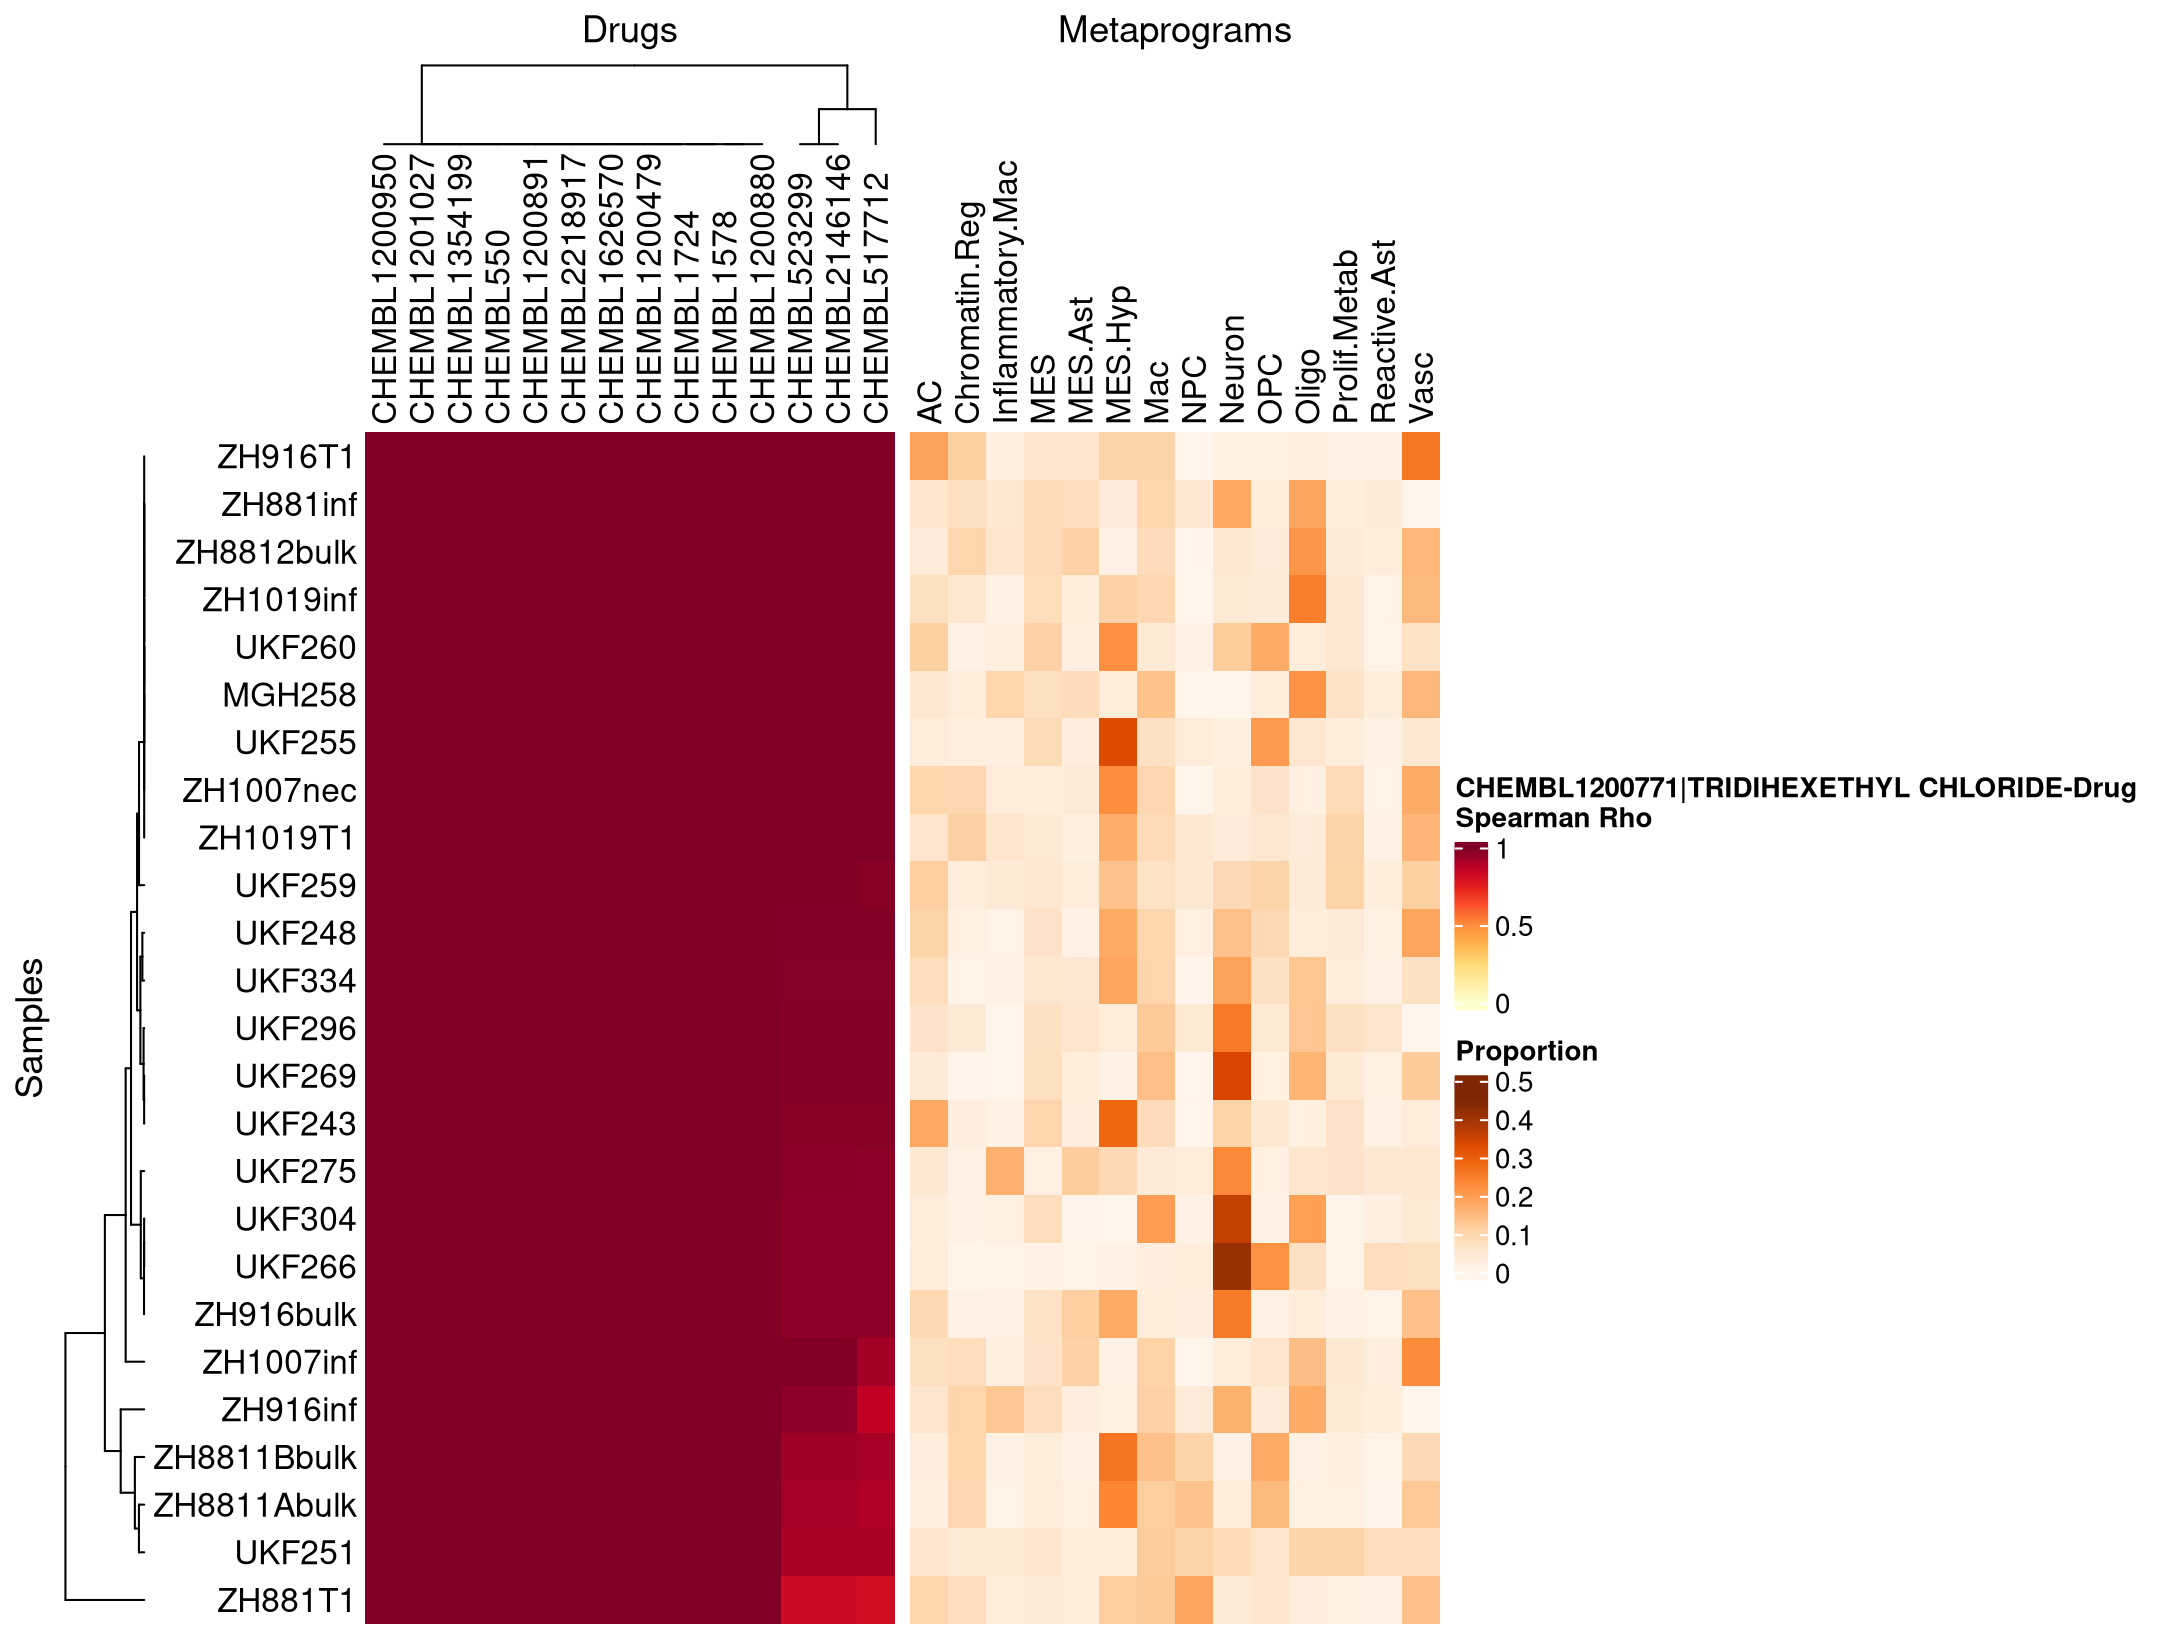 Drugs
Metaprograms
CHEMBL1200950
CHEMBL1201027
CHEMBL1354199
CHEMBL550
CHEMBL1200891
CHEMBL2218917
CHEMBL1626570
CHEMBL1200479
CHEMBL1724
CHEMBL1578
CHEMBL1200880
CHEMBL523299
CHEMBL2146146
CHEMBL517712
AC
Chromatin.Reg
Inflammatory.Mac
MES
MES.Ast
MES.Hyp
Mac
NPC
Neuron
OPC
Oligo
Prolif.Metab
Reactive.Ast
Vasc
Samples
ZH916T1
ZH881inf
ZH8812bulk
ZH1019inf
UKF260
MGH258
UKF255
ZH1007nec
ZH1019T1
UKF259
UKF248
UKF334
UKF296
UKF269
UKF243
UKF275
UKF304
UKF266
ZH916bulk
ZH1007inf
ZH916inf
ZH8811Bbulk
ZH8811Abulk
UKF251
ZH881T1
CHEMBL1200771|TRIDIHEXETHYL CHLORIDE-Drug
Spearman Rho
1
0.5
0
Proportion
0.5
0.4
0.3
0.2
0.1
0